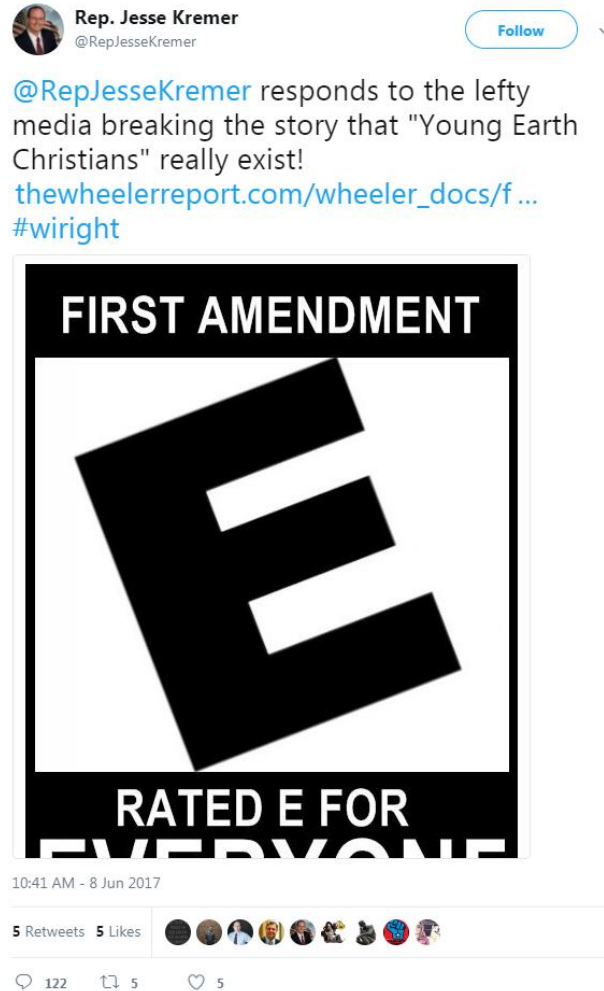 Rep. Jesse Kremer
@RepJesseKremer
Follow
@RepJesseKremer responds to the lefty
media breaking the story that "Young Earth
Christians" really exist!
thewheelerreport.com/wheeler_docs/f ...
#wiright
FIRST AMENDMENT
E
RATED E FOR
EVERYONE
10:41 AM - 8 Jun 2017
5 Retweets 5 Likes
122 5 5